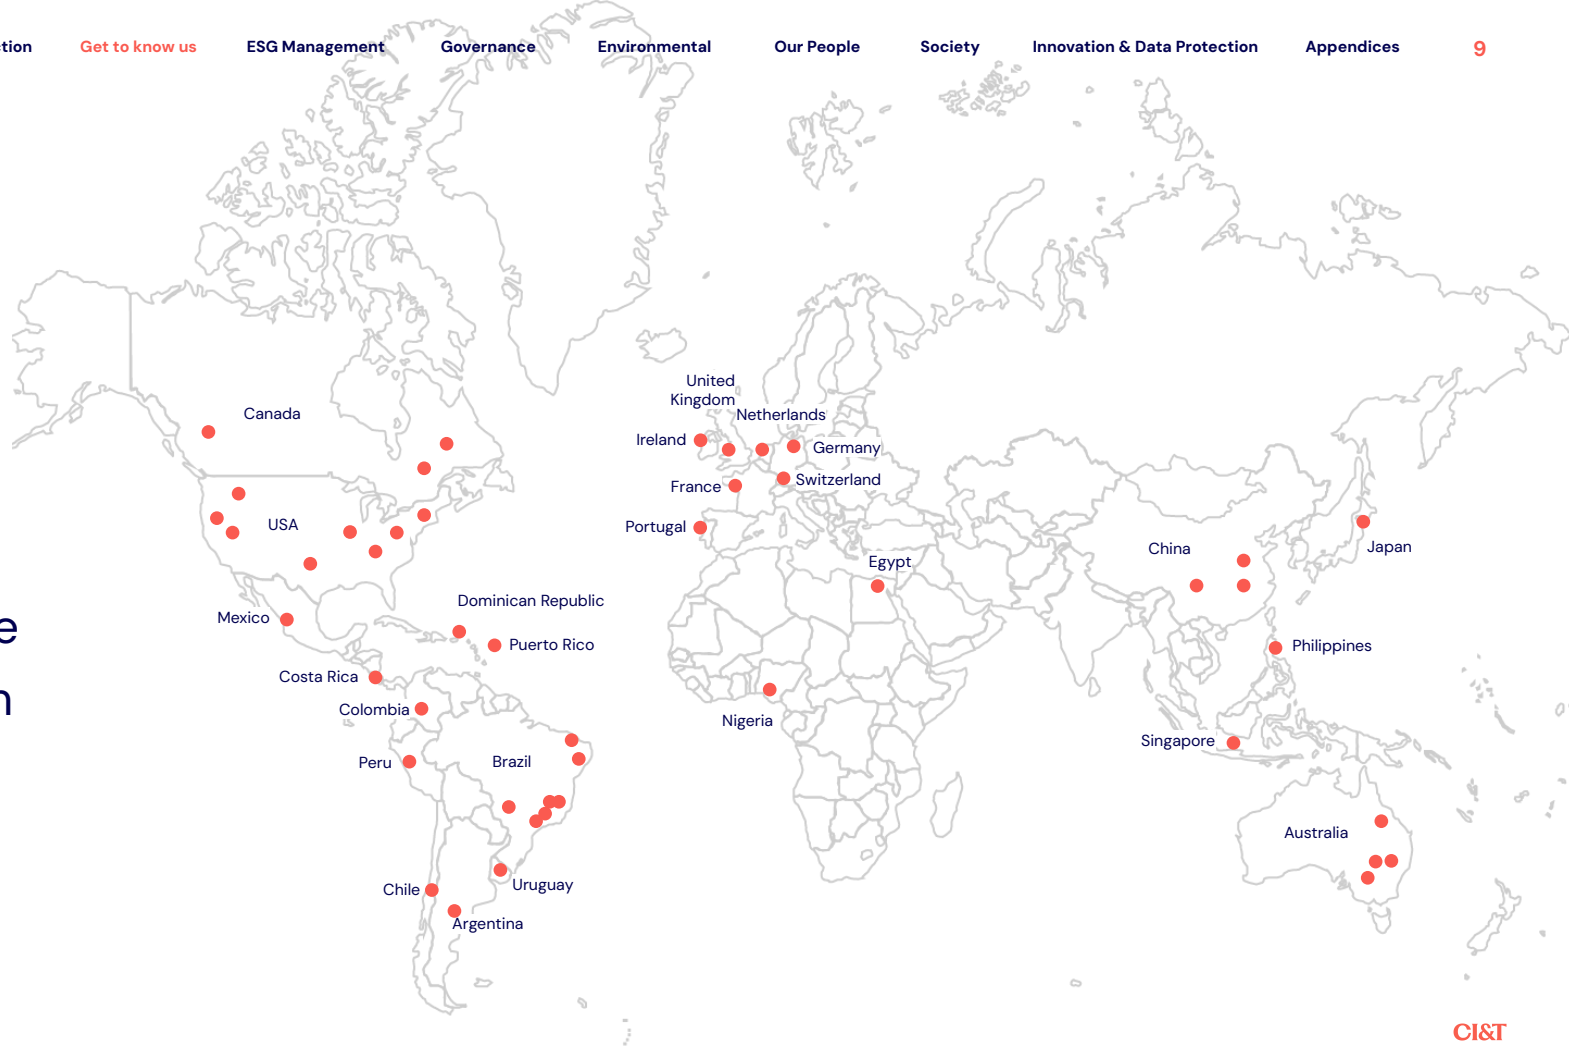 ction
Get to know us
ESG Management
Governance
Environmental
Our People
Society
Innovation & Data Protection
Appendices
9
United
Kingdom
Canada
Netherlands
Ireland
Germany
Switzerland
France
USA
Portugal
China
Japan
Egypt
Dominican Republic
Mexico
e
Puerto Rico
Philippines
Costa Rica
n
Colombia
Nigeria
Singapore
Peru
Brazil
Australia
Uruguay
Chile
Argentina
CI&T